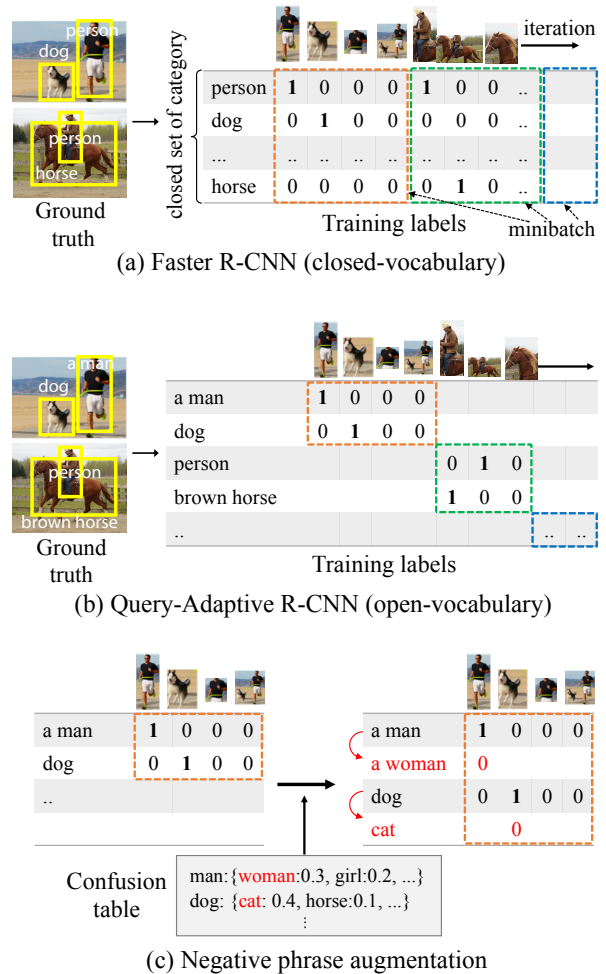 person
dog
person
horse
Ground
truth
closed set of category
iteration
person 1 0 0 0 1 0 0 ..
dog 0 1 0 0 0 0 0
... .. .. .. .. .. .. .. ..
horse 0 0 0 0 0 1 0 ..
Training labels
minibatch
(a) Faster R-CNN (closed-vocabulary)
a man
dog
person
brown horse
Ground
truth
a man 1 0 0 0
dog 0 1 0 0
person 0 1 0
brown horse 1 0 0
.. .. ..
Training labels
(b) Query-Adaptive R-CNN (open-vocabulary)
a man 1 0 0 0
dog 0 1 0 0
..
a man 1 0 0 0
a woman 0
dog 0 1 0 0
cat 0
Confusion
table
man:{woman:0.3, girl:0.2, ...}
dog: {cat: 0.4, horse:0.1, ...}
⋮
(c) Negative phrase augmentation